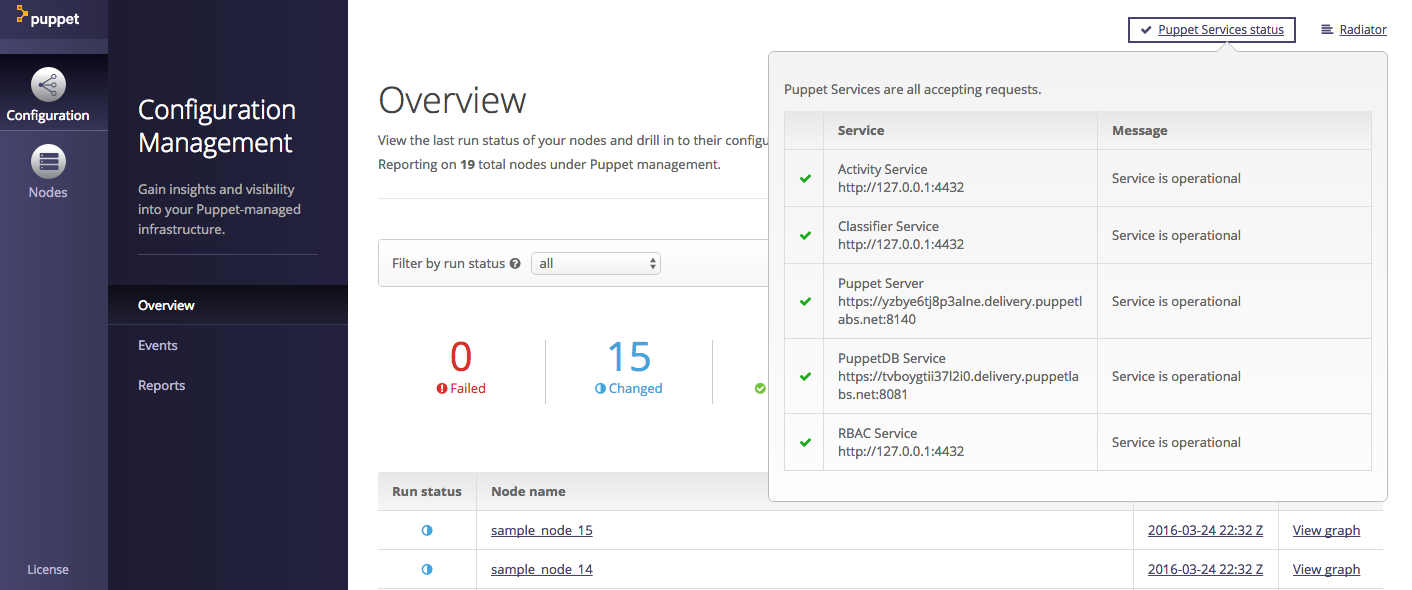 puppet
Configuration
Nodes
License
Configuration
Management
Gain insights and visibility
into your Puppet-managed
infrastructure.
Overview
Events
Reports
Puppet Services status
Radiator
Overview
View the last run status of your nodes and drill in to their configu
Reporting on 19 total nodes under Puppet management.
Filter by run status
all
0
Failed
15
Changed
Puppet Services are all accepting requests.
Service Message
Activity Service
http://127.0.0.1:4432
Service is operational
Classifier Service
http://127.0.0.1:4432
Service is operational
Puppet Server
https://yzbye6tj8p3alne.delivery.puppetl
abs.net:8140
Service is operational
PuppetDB Service
https://tvboygtii37l2i0.delivery.puppetla
bs.net:8081
Service is operational
RBAC Service
http://127.0.0.1:4432
Service is operational
Run status Node name
sample_node_15 2016-03-24 22:32 Z View graph
sample_node_14 2016-03-24 22:32 Z View graph